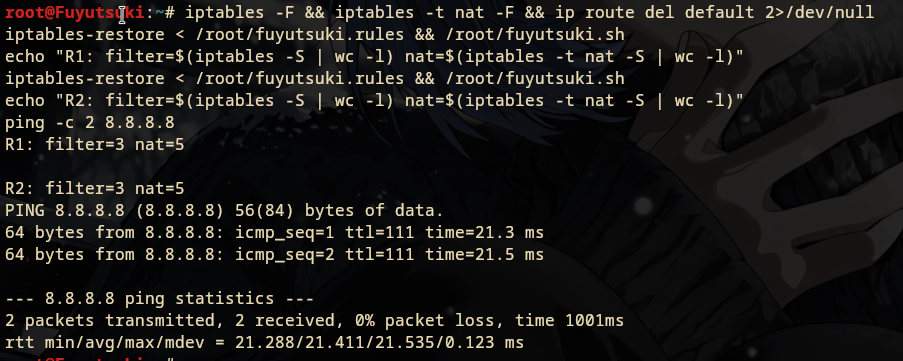 root@Fuyutsuki:~# iptables -F && iptables -t nat -F && ip route del default 2>/dev/null
iptables-restore < /root/fuyutsuki.rules && /root/fuyutsuki.sh
echo "R1: filter=$(iptables -S | wc -l) nat=$(iptables -t nat -S | wc -l)"
iptables-restore < /root/fuyutsuki.rules && /root/fuyutsuki.sh
echo "R2: filter=$(iptables -S | wc -l) nat=$(iptables -t nat -S | wc -l)"
ping -c 2 8.8.8.8
R1: filter=3 nat=5
R2: filter=3 nat=5
PING 8.8.8.8 (8.8.8.8) 56(84) bytes of data.
64 bytes from 8.8.8.8: icmp_seq=1 ttl=111 time=21.3 ms
64 bytes from 8.8.8.8: icmp_seq=2 ttl=111 time=21.5 ms
--- 8.8.8.8 ping statistics ---
2 packets transmitted, 2 received, 0% packet loss, time 1001ms
rtt min/avg/max/mdev = 21.288/21.411/21.535/0.123 ms